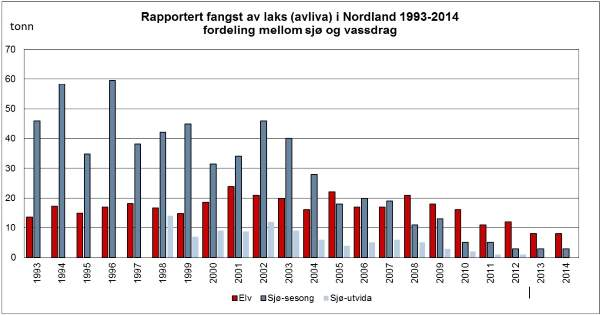 Rapportert fangst av laks (avliva) i Nordland 1993-2014
fordeling mellom sjø og vassdrag
tonn
70
60
50
40
30
20
10
0
1993 1994 1995 1996 1997 1998 1999 2000 2001 2002 2003 2004 2005 2006 2007 2008 2009 2010 2011 2012 2013 2014
Elv Sjø-sesong Sjø-utvida